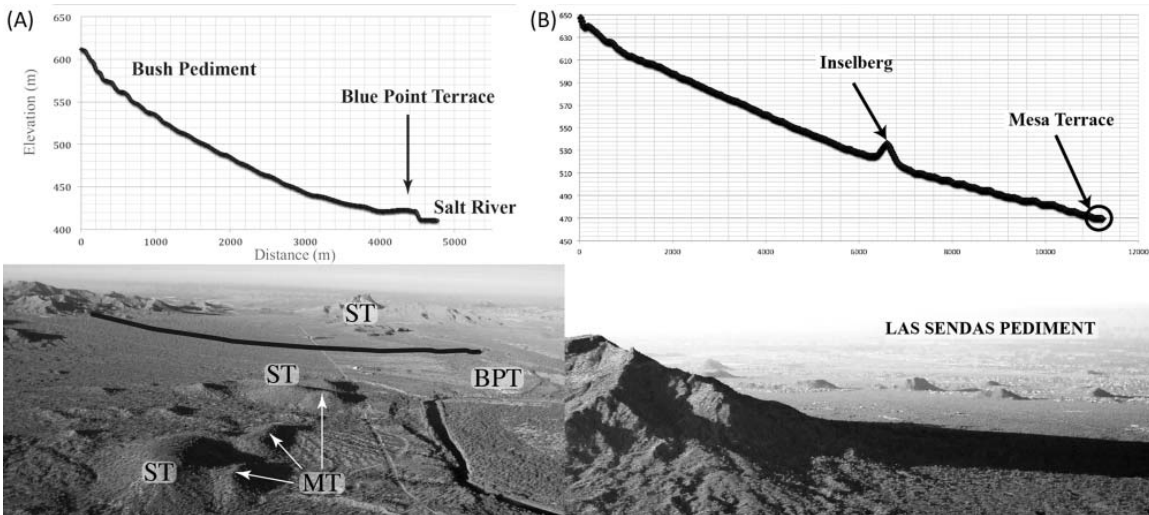 (A)
650
600
550
500
450
400
Elevation (m)
Bush Pediment
Blue Point Terrace
Salt River
0
1000
2000
3000
4000
5000
Distance (m)
(B)
650
630
610
590
570
550
530
510
490
470
450
Inselberg
Mesa Terrace
0
2000
4000
6000
8000
10000
12000
ST
ST
BPT
ST
MT
LAS SENDAS PEDIMENT